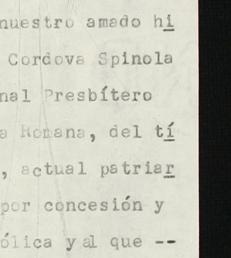 nuestro amado hi
Cordova Spinola
nal Presbítero
a Romana, del tí
, actual patriar
por concesión y
ólica y al que --